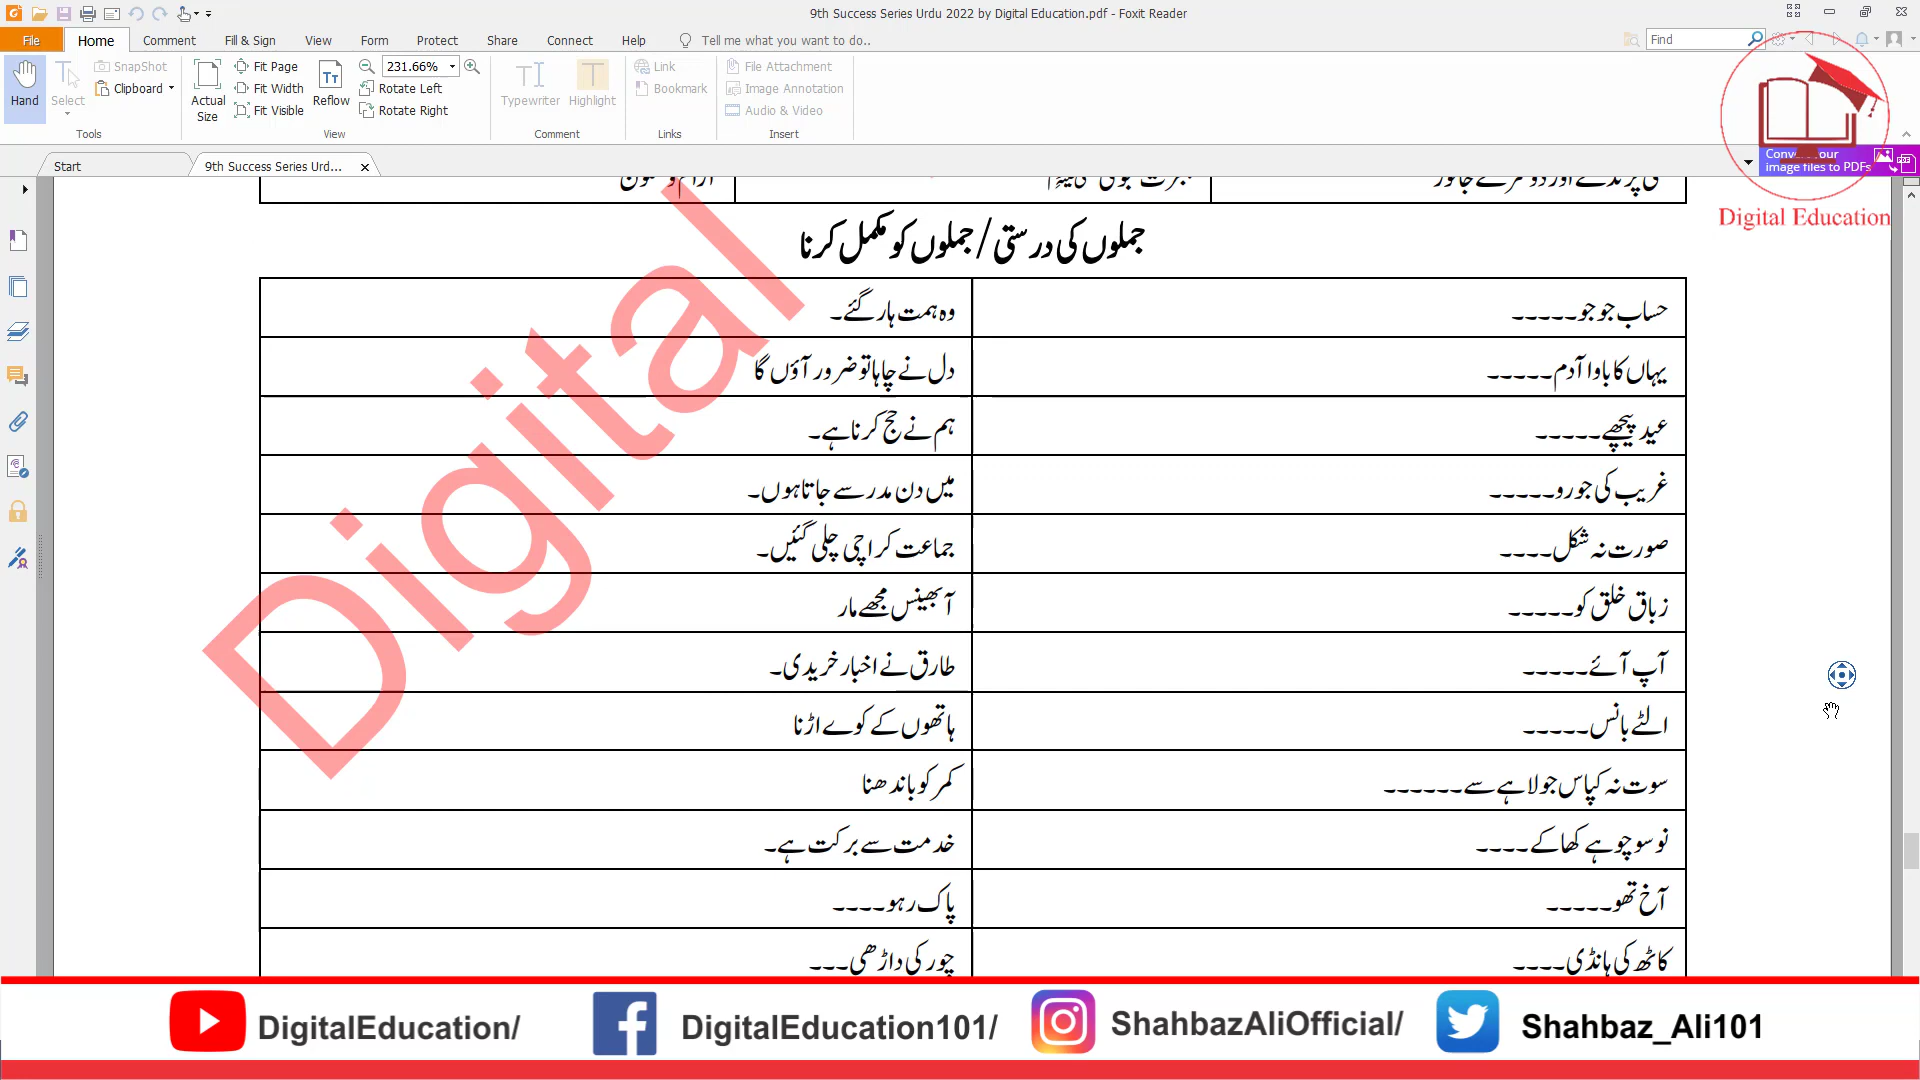 9th Success Series Urdu 2022 by Digital Education.pdf - Foxit Reader
File Home Comment Fill & Sign View Form Protect Share Connect Help Tell me what you want to do.. Find
Hand Select SnapShot Clipboard Actual Size Fit Page Fit Width Fit Visible Reflow 231.66% Rotate Left Rotate Right Typewriter Highlight Link Bookmark File Attachment Image Annotation Audio & Video
Tools View Comment Links Insert
Start 9th Success Series Urd...
image files to PDFs
Digital Education
جملوں کی درستی / جملوں کو مکمل کرنا
حساب جو جو-----
وہ ہمت ہار گئے۔
یہاں کا باوا آدم-----
دل نے چاہا تو ضرور آؤں گا
عید پیچھے-----
ہم نے حج کرنا ہے۔
غریب کی جورو-----
میں دن مدرسے جاتا ہوں۔
صورت نہ شکل----
جماعت کراچی چلی گئیں۔
زباق خلق کو-----
آ بھینس مجھے مار
آپ آئے-----
طارق نے اخبار خریدی۔
الٹے بانس-----
ہاتھوں کے کوے اڑنا
سوت نہ کپاس جولاہے سے------
کمر کو باندھنا
نو سو چوہے کھا کے----
خدمت سے برکت ہے۔
آخ تھو-----
پاک رہو----
کاٹھ کی ہانڈی----
چور کی داڑھی---
Digital
DigitalEducation/ DigitalEducation101/ ShahbazAliOfficial/ Shahbaz_Ali101